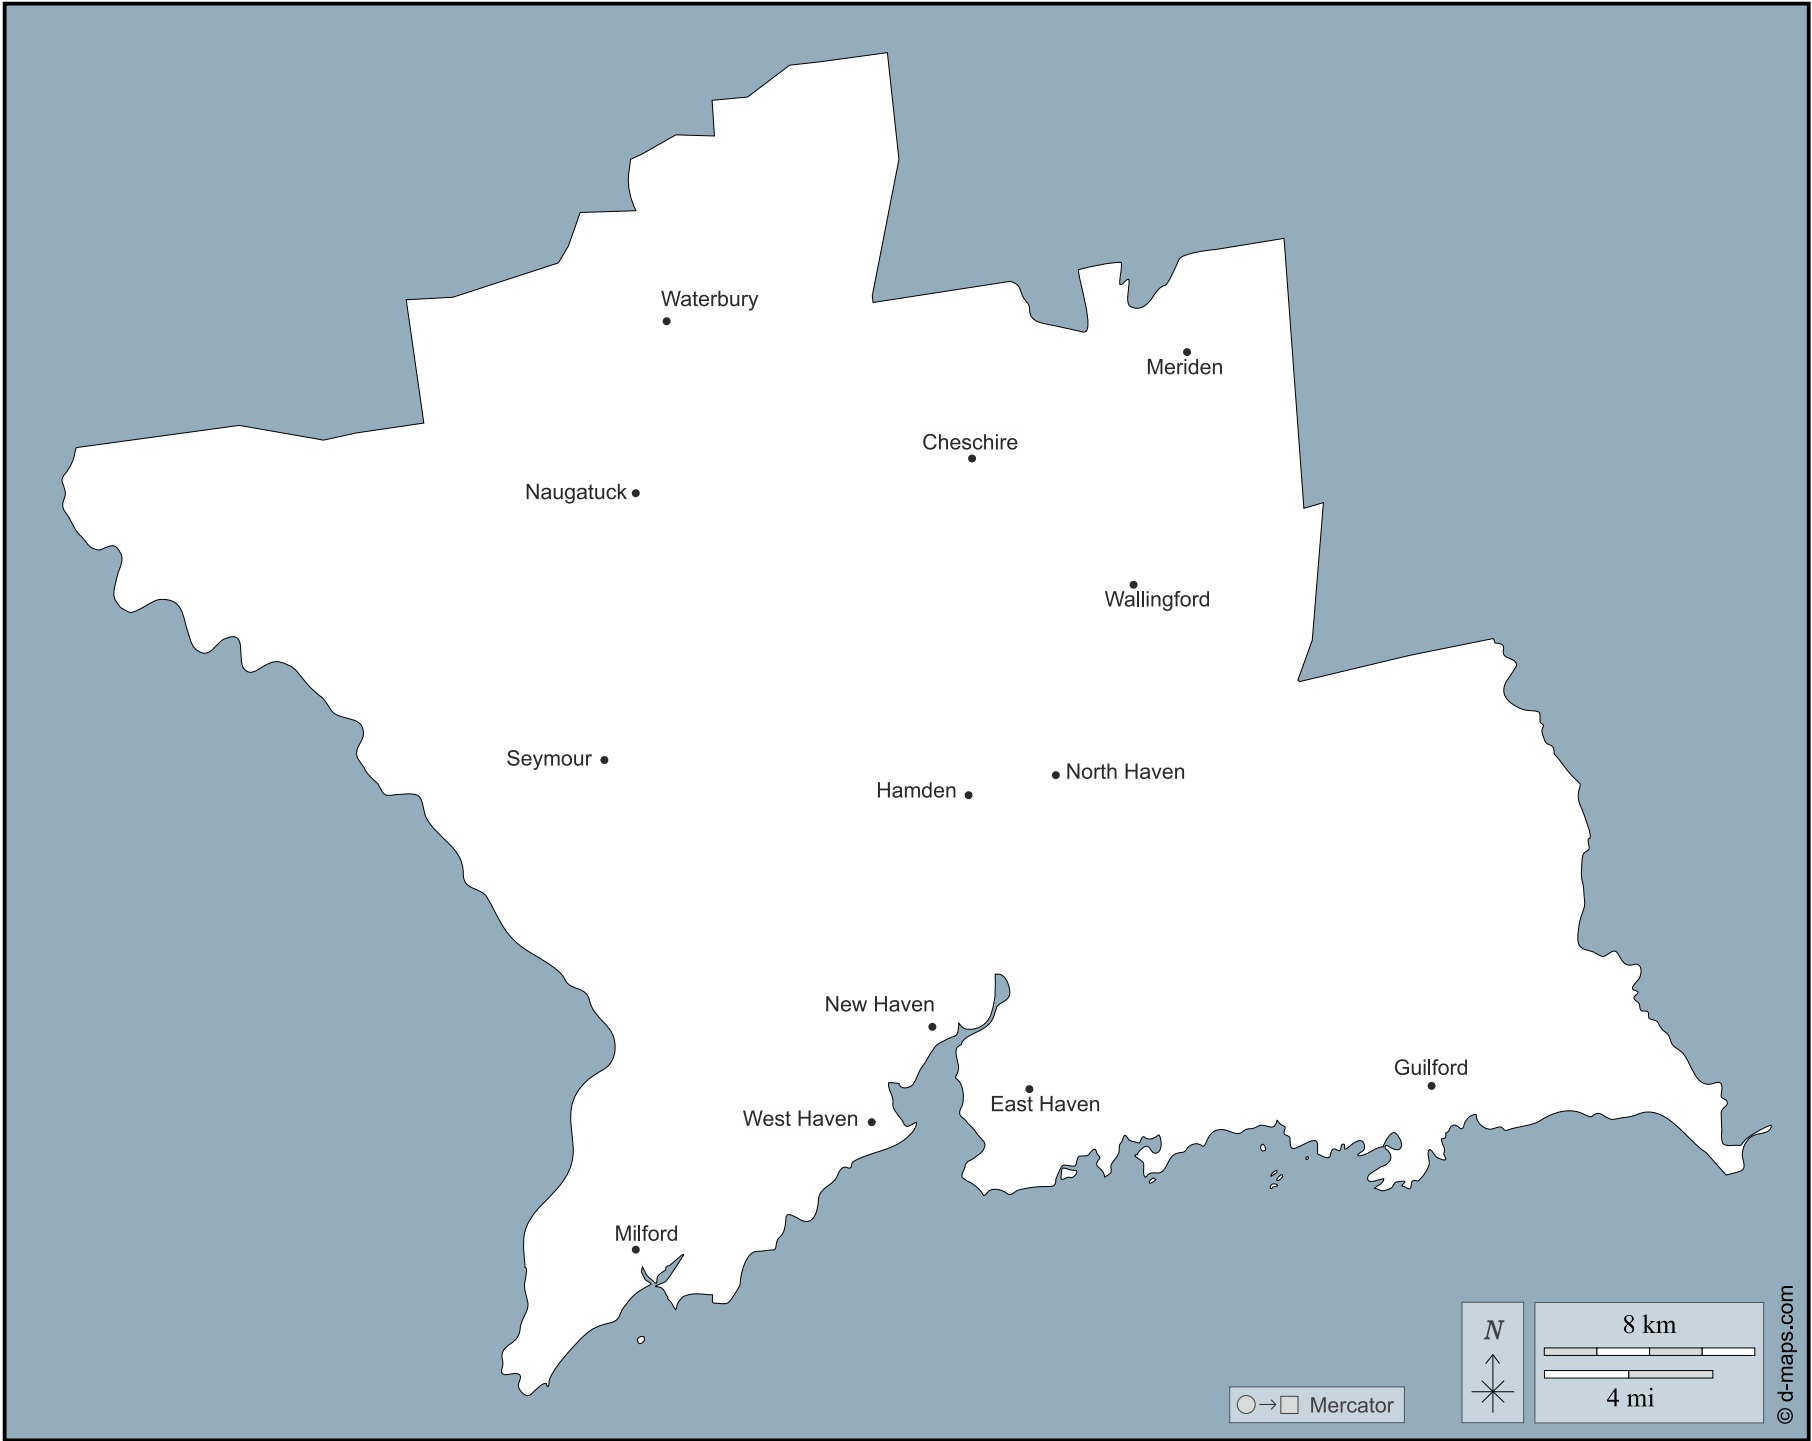 Waterbury
Meriden
Cheschire
Naugatuck
Wallingford
Seymour
North Haven
Hamden
New Haven
Guilford
East Haven
West Haven
Milford
N
8 km
4 mi
Mercator
© d-maps.com